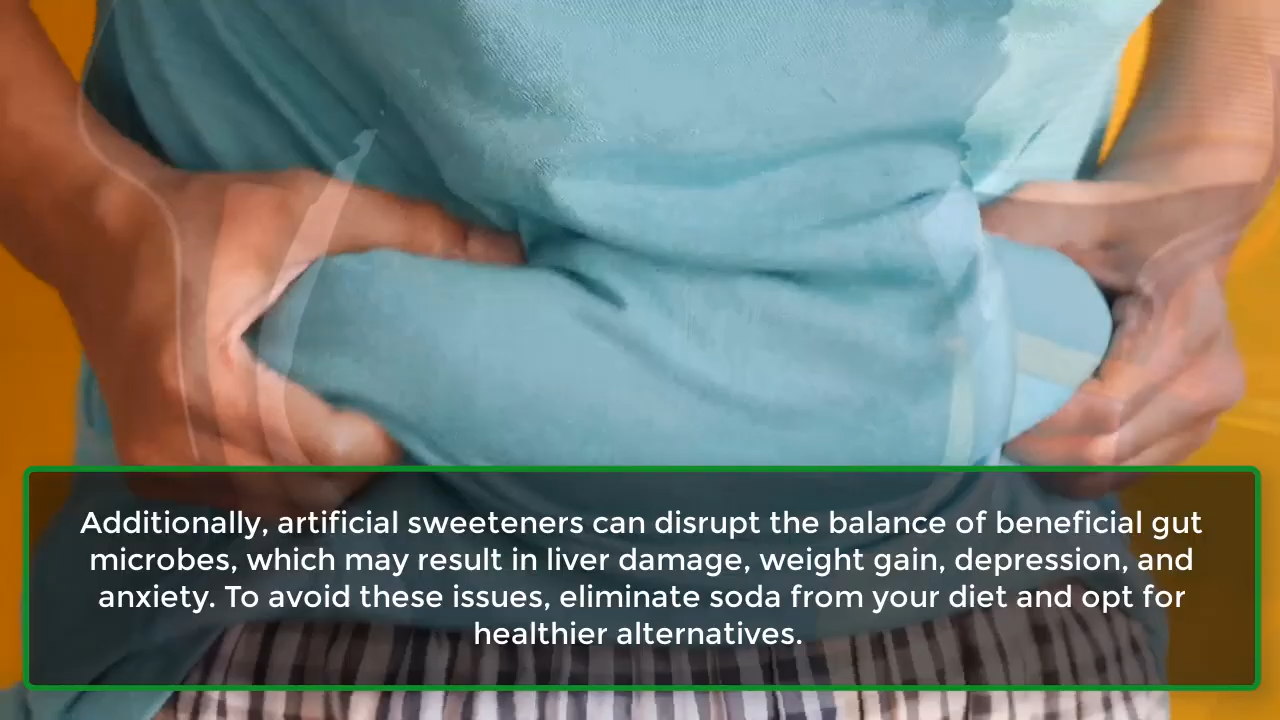 Additionally, artificial sweeteners can disrupt the balance of beneficial gut
microbes, which may result in liver damage, weight gain, depression, and
anxiety. To avoid these issues, eliminate soda from your diet and opt for
healthier alternatives.